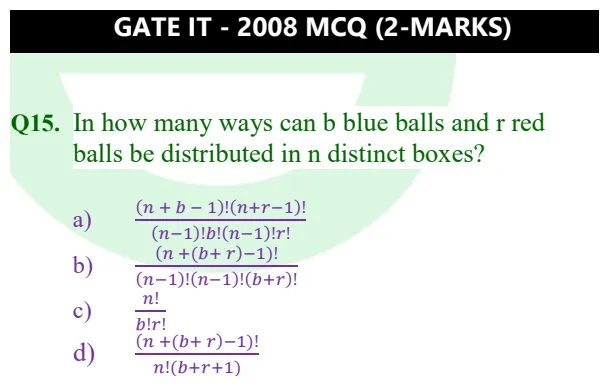 GATE IT - 2008 MCQ (2-MARKS)
Q15. In how many ways can b blue balls and r red
balls be distributed in n distinct boxes?
a) (n + b − 1)!(n+r−1)! / (n−1)!b!(n−1)!r!
b) (n +(b+ r)−1)! / (n−1)!(n−1)!(b+r)!
c) n! / b!r!
d) (n +(b+ r)−1)! / n!(b+r+1)